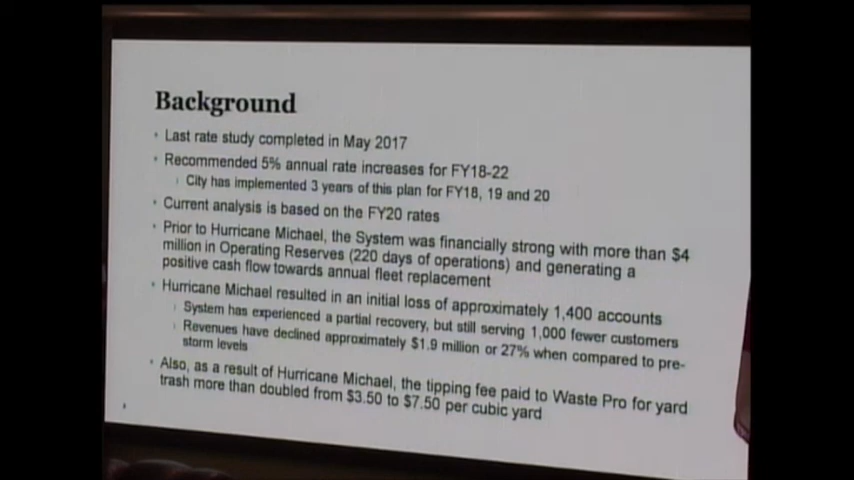 Background
• Last rate study completed in May 2017
• Recommended 5% annual rate increases for FY18-22
City has implemented 3 years of this plan for FY18, 19 and 20
• Current analysis is based on the FY20 rates
• Prior to Hurricane Michael, the System was financially strong with more than $4
million in Operating Reserves (220 days of operations) and generating a
positive cash flow towards annual fleet replacement
• Hurricane Michael resulted in an initial loss of approximately 1,400 accounts
System has experienced a partial recovery, but still serving 1,000 fewer customers
Revenues have declined approximately $1.9 million or 27% when compared to pre-
storm levels
• Also, as a result of Hurricane Michael, the tipping fee paid to Waste Pro for yard
trash more than doubled from $3.50 to $7.50 per cubic yard